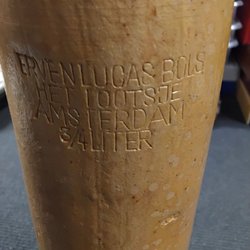 ERVEN LUCAS BOLS
HET LOOTSJE
AMSTERDAM
3/4 LITER